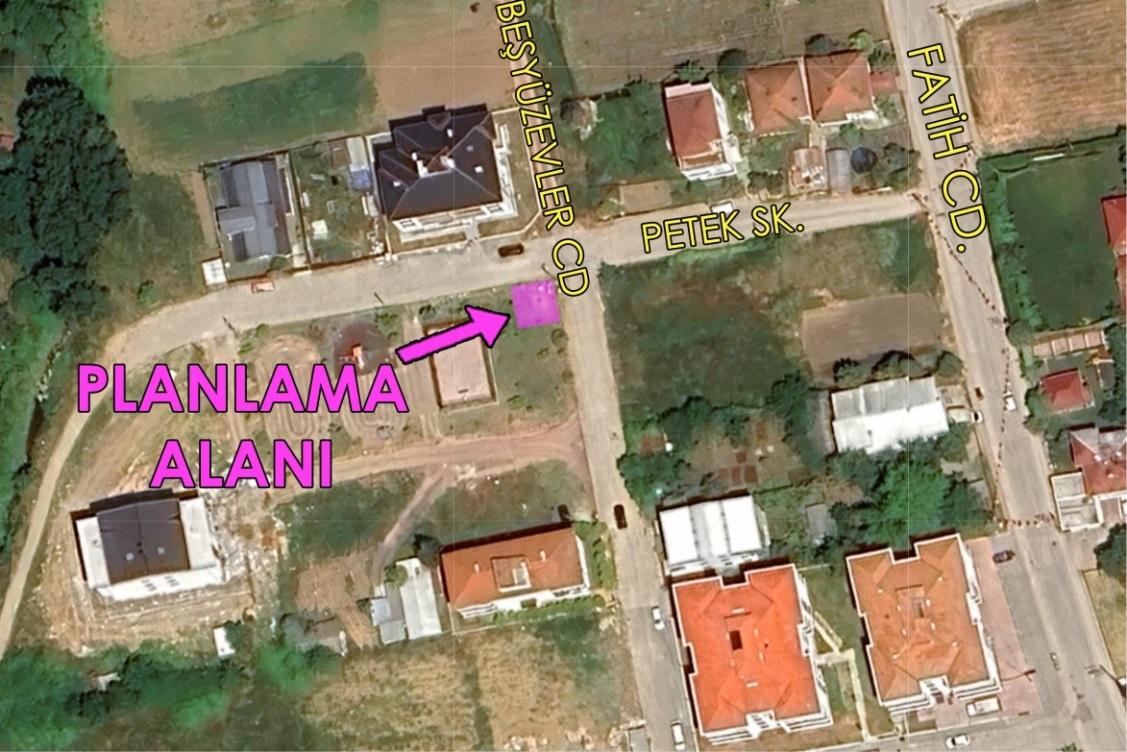 BEŞYÜZEVLER CD
FATİH CD.
PETEK SK.
PLANLAMA
ALANI